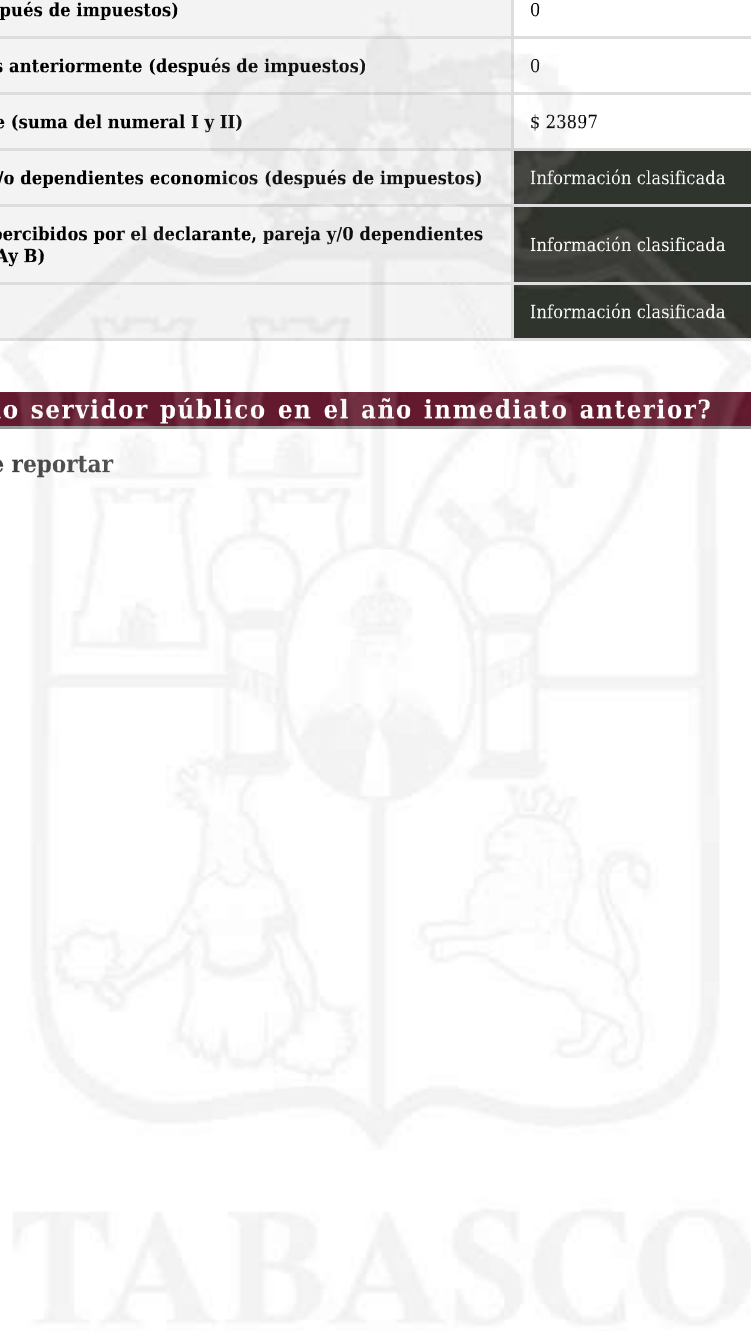 pués de impuestos)
0
s anteriormente (después de impuestos)
0
e (suma del numeral I y II)
$ 23897
/o dependientes economicos (después de impuestos)
Información clasificada
percibidos por el declarante, pareja y/0 dependientes
Ay B)
Información clasificada
Información clasificada
lo servidor público en el año inmediato anterior?
e reportar
TABASCO